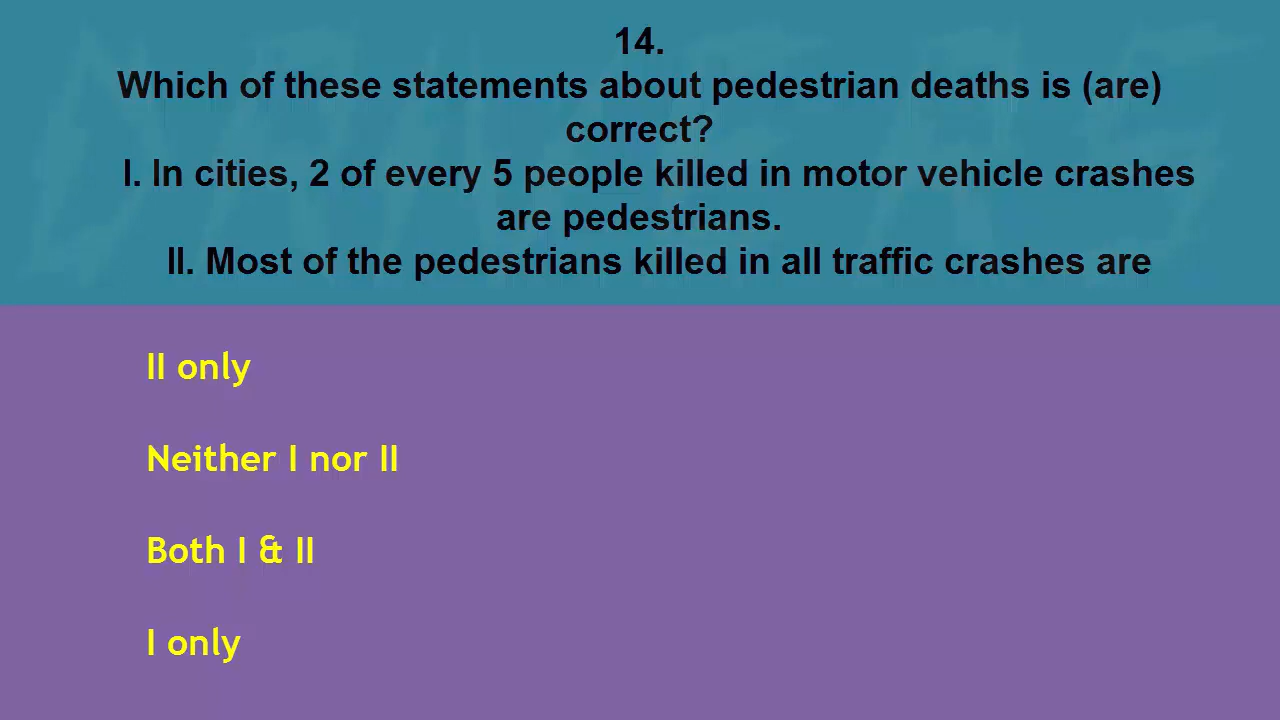 14.
Which of these statements about pedestrian deaths is (are)
correct?
I. In cities, 2 of every 5 people killed in motor vehicle crashes
are pedestrians.
II. Most of the pedestrians killed in all traffic crashes are
II only
Neither I nor II
Both I & II
I only